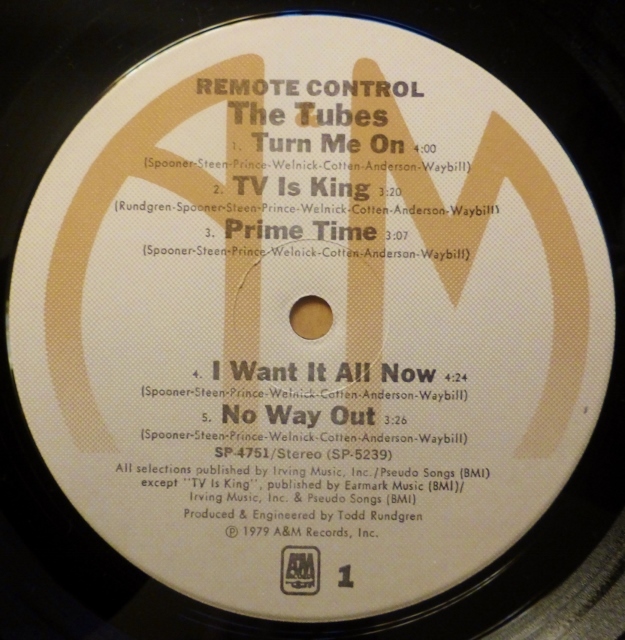 REMOTE CONTROL
The Tubes
1. Turn Me On 4:00
(Spooner-Steen-Prince-Welnick-Cotten-Anderson-Waybill)
2. TV Is King 3:20
(Rundgren-Spooner-Steen-Prince-Welnick-Cotten-Anderson-Waybill)
3. Prime Time 3:07
(Spooner-Steen-Prince-Welnick-Cotten-Anderson-Waybill)
4. I Want It All Now 4:24
(Spooner-Steen-Prince-Welnick-Cotten-Anderson-Waybill)
5. No Way Out 3:26
(Spooner-Steen-Prince-Welnick-Cotten-Anderson-Waybill)
SP-4751/Stereo (SP-5239)
All selections published by Irving Music, Inc./Pseudo Songs (BMI)
except "TV Is King", published by Earmark Music (BMI)/
Irving Music, Inc. & Pseudo Songs (BMI)
Produced & Engineered by Todd Rundgren
℗ 1979 A&M Records, Inc.
A&M 1